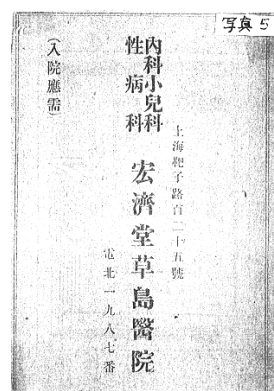 写真5
上海靶子路百二十五號
內科小兒科
性病科
宏濟堂草島醫院
電北一九八七番
(入院應需)